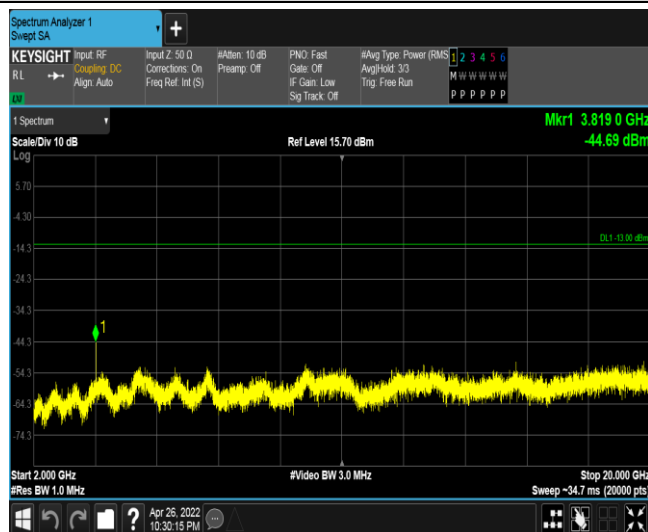 Spectrum Analyzer 1
Swept SA
+
KEYSIGHT
RL
LXI
Input: RF
Coupling: DC
Align: Auto
Input Z: 50 Ω
Corrections: On
Freq Ref: Int (S)
#Atten: 10 dB
Preamp: Off
PNO: Fast
Gate: Off
IF Gain: Low
Sig Track: Off
#Avg Type: Power (RMS
Avg|Hold: 3/3
Trig: Free Run
1 2 3 4 5 6
M W W W W W
P P P P P P
1 Spectrum
Mkr1 3.819 0 GHz
-44.69 dBm
Scale/Div 10 dB
Ref Level 15.70 dBm
Log
5.70
-4.30
DL1 -13.00 dBm
-14.3
-24.3
-34.3
1
-44.3
-54.3
-64.3
-74.3
Start 2.000 GHz
#Video BW 3.0 MHz
Stop 20.000 GHz
#Res BW 1.0 MHz
Sweep ~34.7 ms (20000 pts)
?
Apr 26, 2022
10:30:15 PM